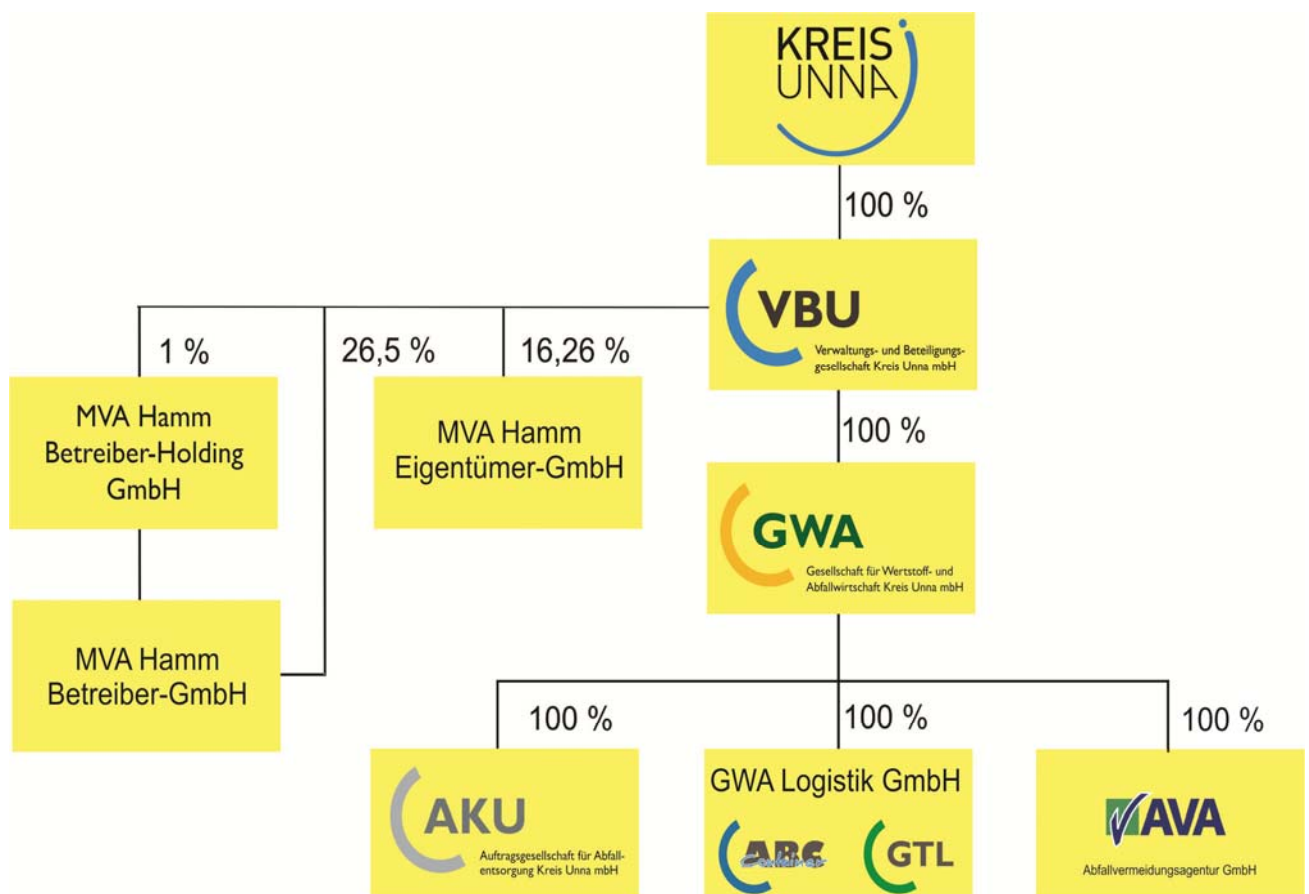 KREIS
UNNA
100 %
VBU
Verwaltungs- und Beteiligungs-
gesellschaft Kreis Unna mbH
1 %
26,5 %
16,26 %
MVA Hamm
Betreiber-Holding
GmbH
MVA Hamm
Eigentümer-GmbH
100 %
GWA
Gesellschaft für Wertstoff- und
Abfallwirtschaft Kreis Unna mbH
MVA Hamm
Betreiber-GmbH
100 %
100 %
100 %
AKU
Auftragsgesellschaft für Abfall-
entsorgung Kreis Unna mbH
GWA Logistik GmbH
ABC
Container
GTL
AVA
Abfallvermeidungsagentur GmbH